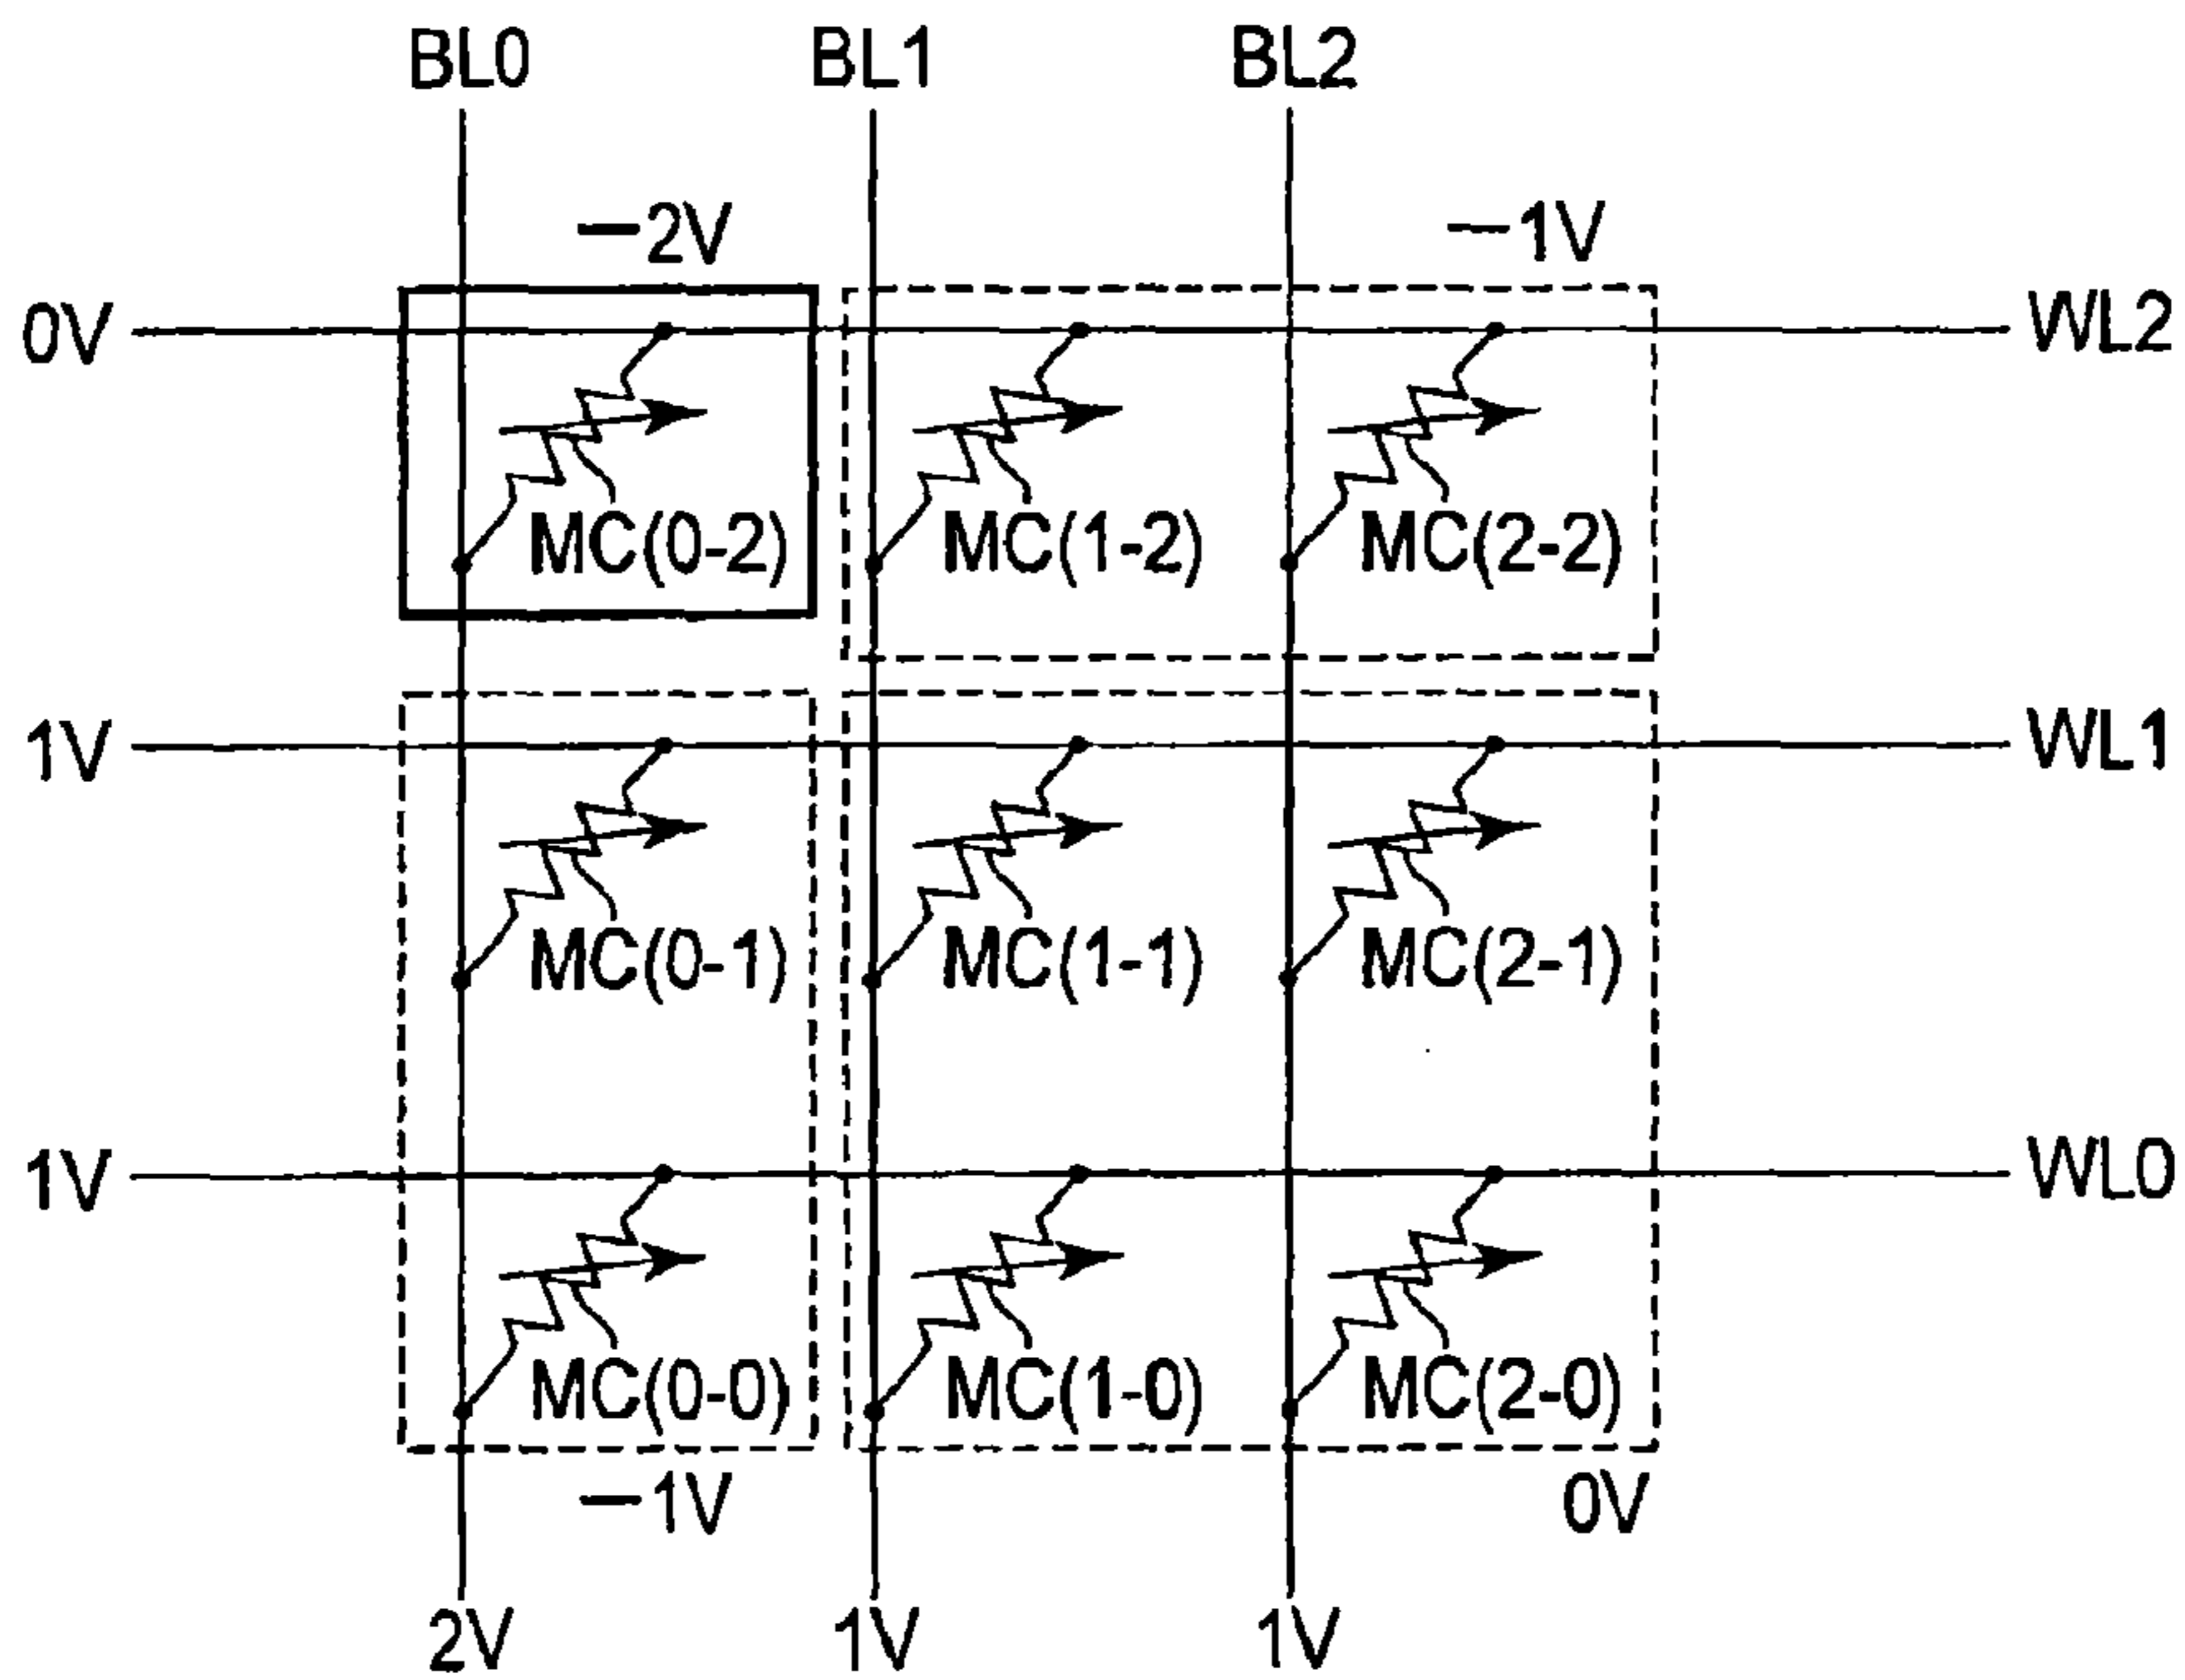 BL0 BL1 BL2
−2V −1V
0V WL2
MC(0-2) MC(1-2) MC(2-2)
1V WL1
MC(0-1) MC(1-1) MC(2-1)
1V WL0
MC(0-0) MC(1-0) MC(2-0)
−1V 0V
2V 1V 1V